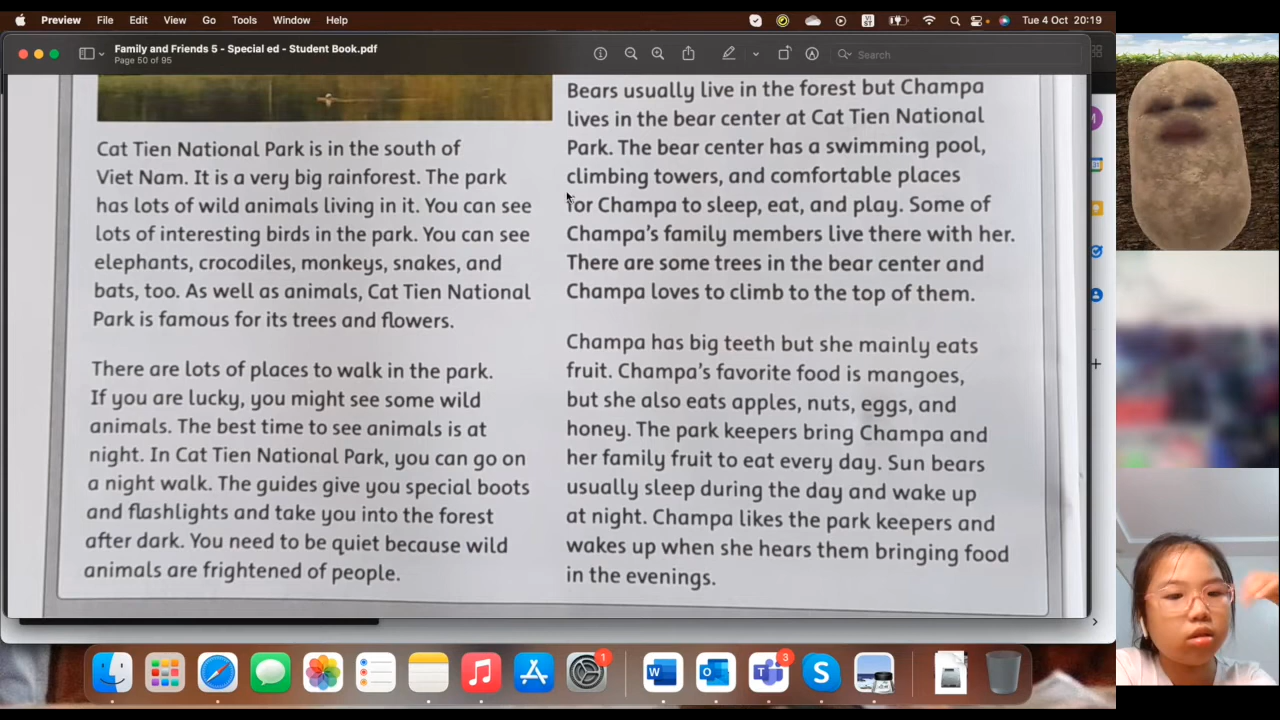 Preview File Edit View Go Tools Window Help
Tue 4 Oct 20:19
Family and Friends 5 - Special ed - Student Book.pdf
Page 50 of 95
Search
Cat Tien National Park is in the south of
Viet Nam. It is a very big rainforest. The park
has lots of wild animals living in it. You can see
lots of interesting birds in the park. You can see
elephants, crocodiles, monkeys, snakes, and
bats, too. As well as animals, Cat Tien National
Park is famous for its trees and flowers.
There are lots of places to walk in the park.
If you are lucky, you might see some wild
animals. The best time to see animals is at
night. In Cat Tien National Park, you can go on
a night walk. The guides give you special boots
and flashlights and take you into the forest
after dark. You need to be quiet because wild
animals are frightened of people.
Bears usually live in the forest but Champa
lives in the bear center at Cat Tien National
Park. The bear center has a swimming pool,
climbing towers, and comfortable places
for Champa to sleep, eat, and play. Some of
Champa's family members live there with her.
There are some trees in the bear center and
Champa loves to climb to the top of them.
Champa has big teeth but she mainly eats
fruit. Champa's favorite food is mangoes,
but she also eats apples, nuts, eggs, and
honey. The park keepers bring Champa and
her family fruit to eat every day. Sun bears
usually sleep during the day and wake up
at night. Champa likes the park keepers and
wakes up when she hears them bringing food
in the evenings.
M
1
3